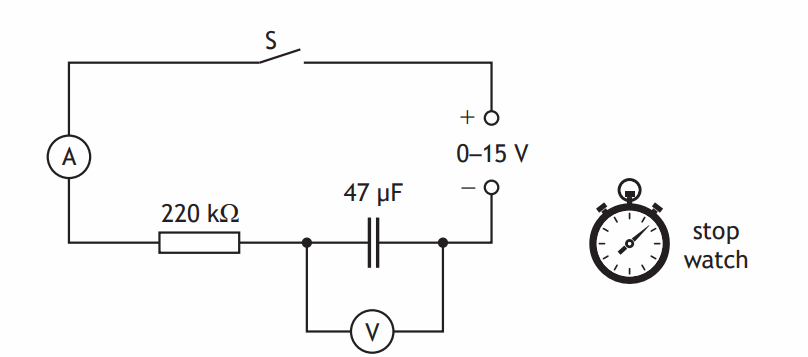 S
+
0–15 V
–
A
220 kΩ
47 µF
V
stop
watch